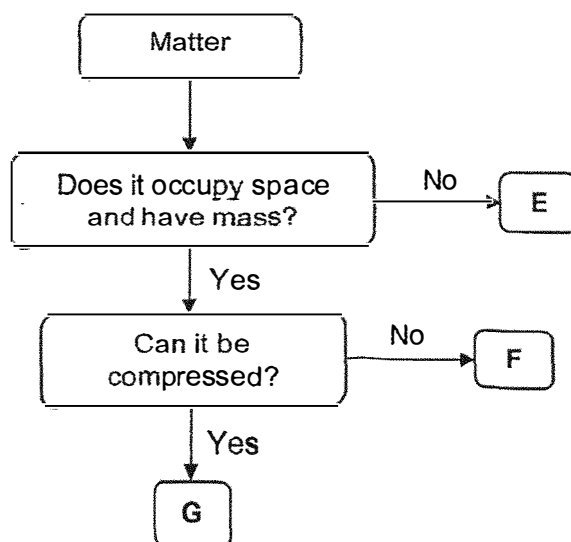 Matter
Does it occupy space
and have mass?
No
E
Yes
Can it be
compressed?
No
F
Yes
G